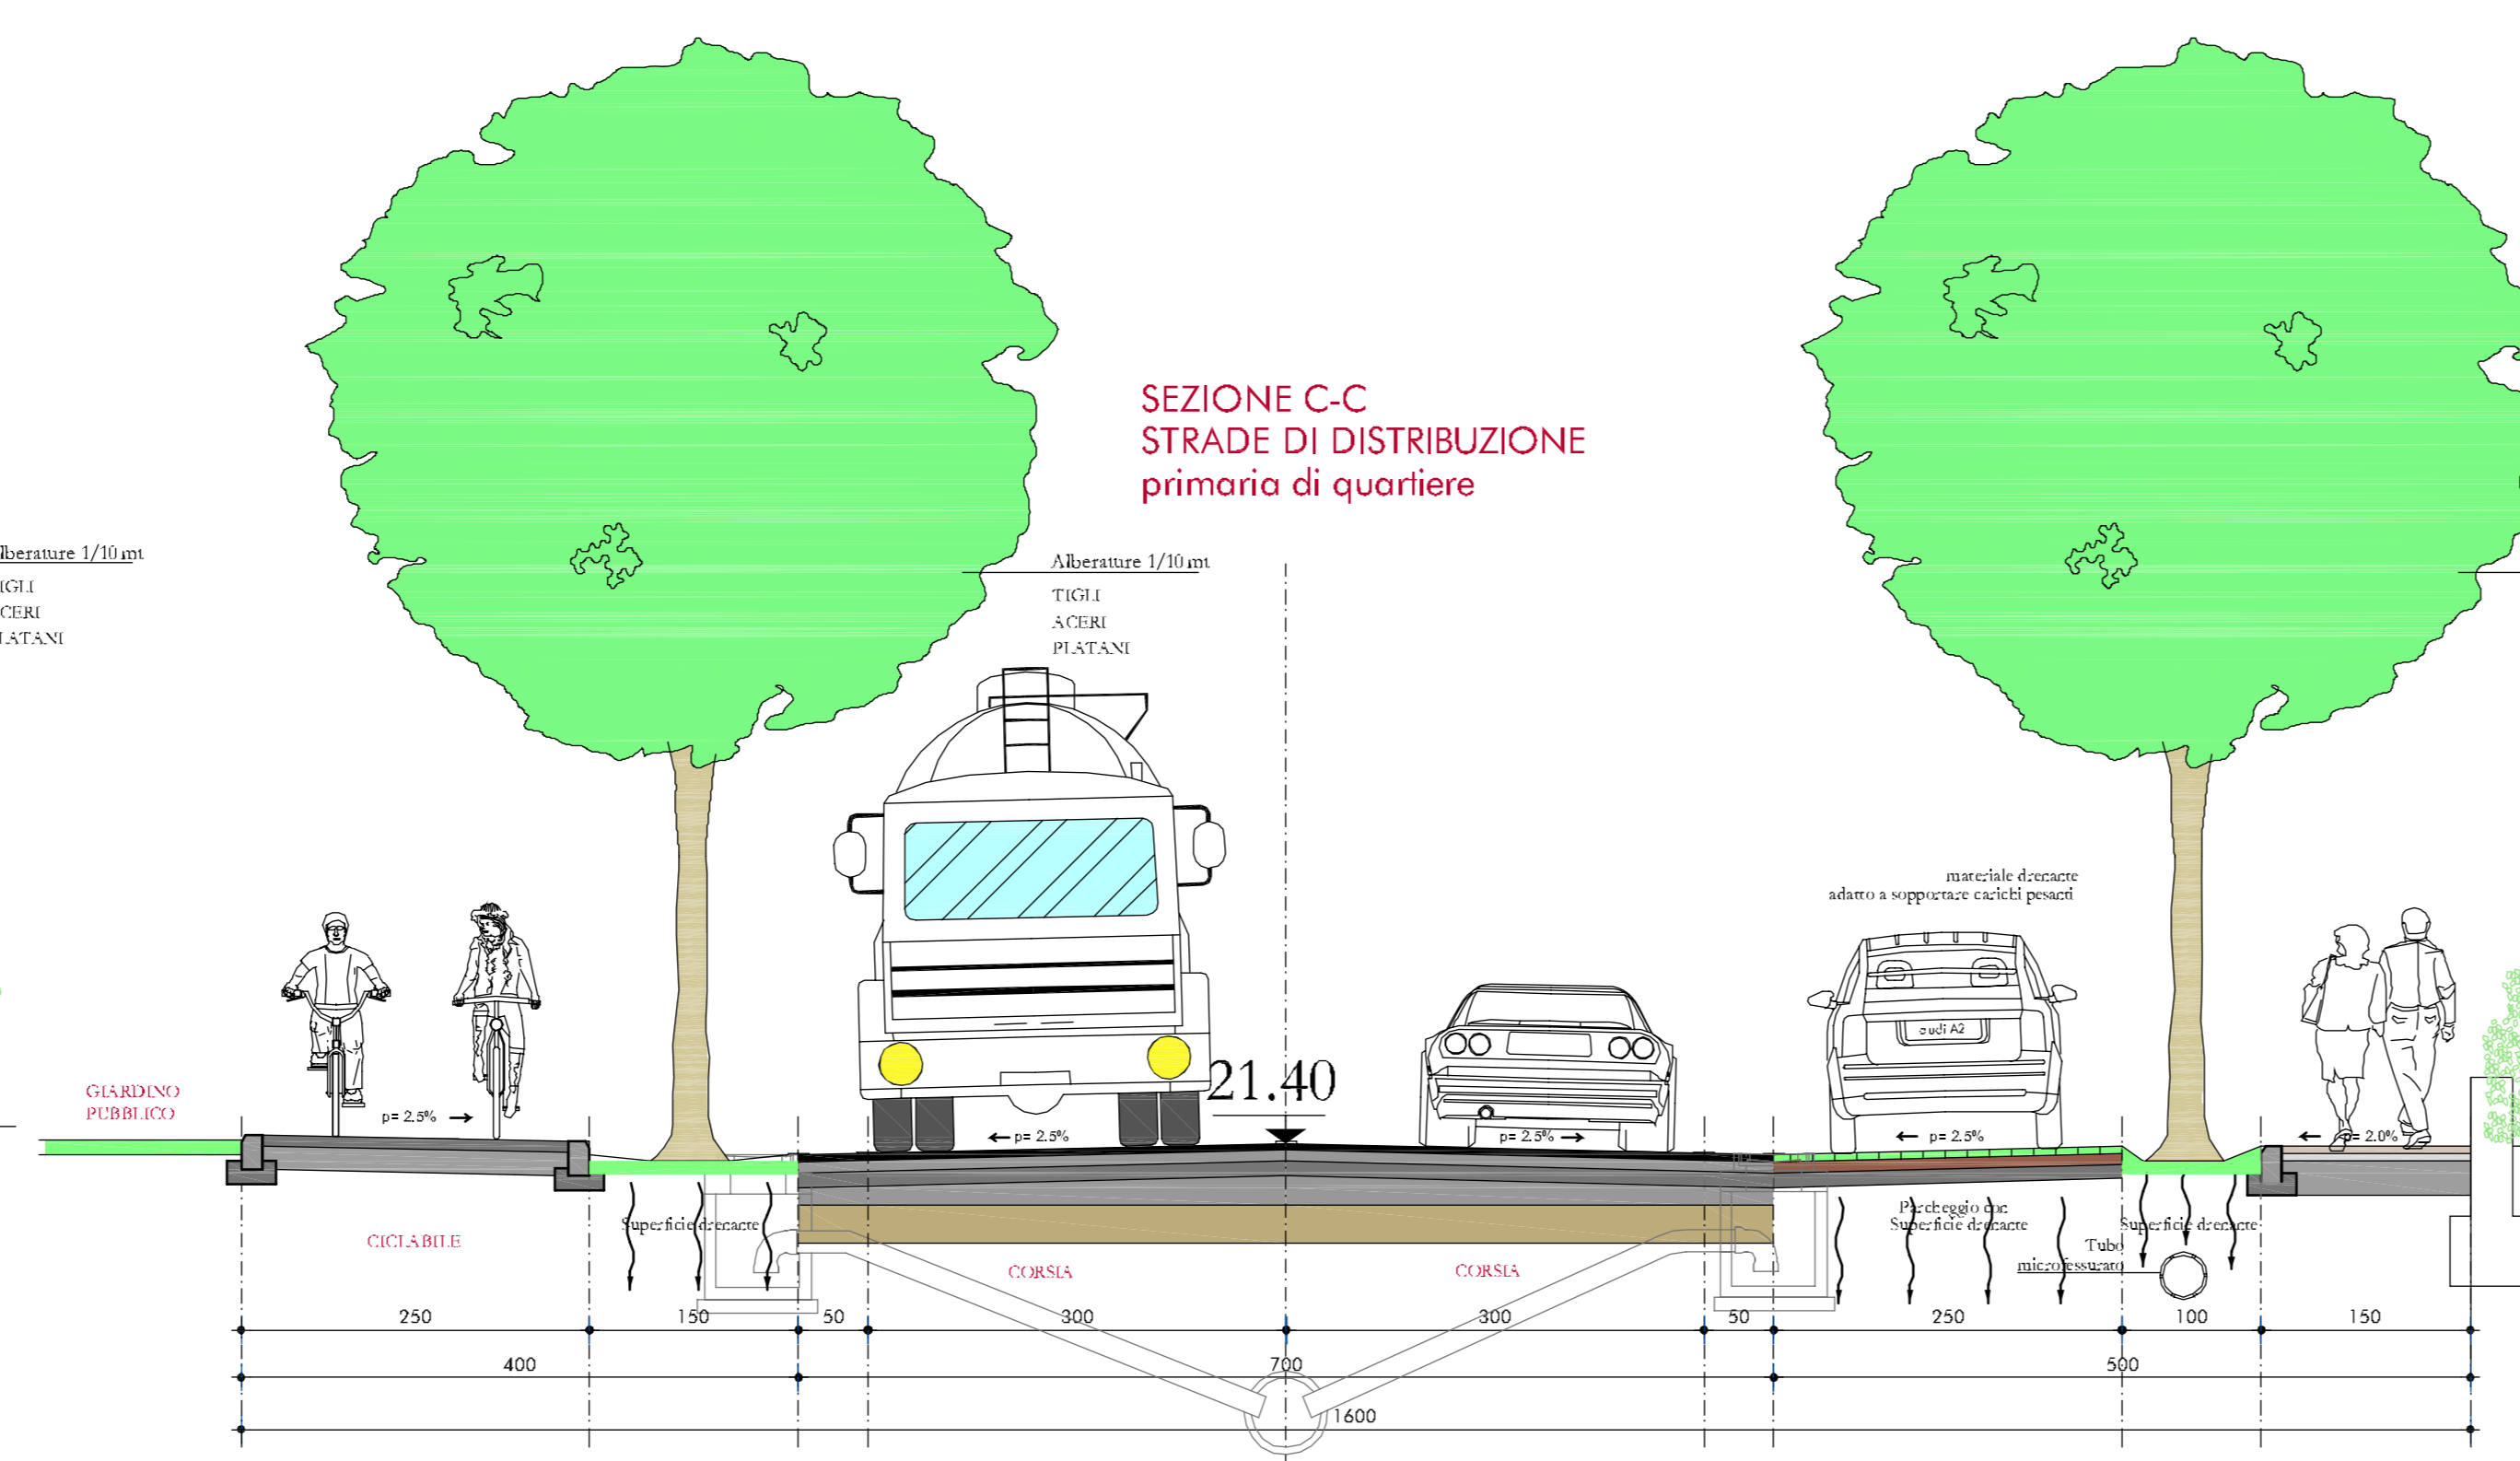 SEZIONE C-C
STRADE DI DISTRIBUZIONE
primaria di quartiere
lberature 1/10 mt
IGLI
CERI
LATANI
Alberature 1/10 mt
TIGLI
ACERI
PLATANI
materiale drenante
adatto a sopportare carichi pesanti
audi A2
21.40
GIARDINO
PUBBLICO
p= 2.5%
p= 2.5%
p= 2.5%
p= 2.5%
p= 2.0%
Superficie drenante
Parcheggio con
Superficie drenante
Superficie drenante
Tubo
microfessurato
CICLABILE
CORSIA
CORSIA
250
150
50
300
300
50
250
100
150
400
700
500
1600